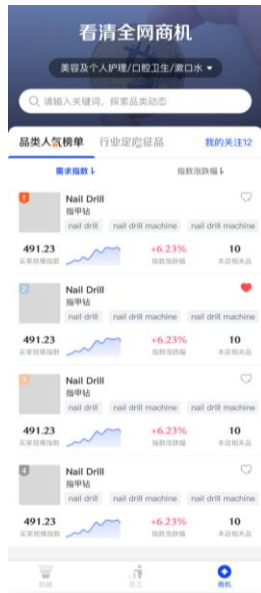 看清全网商机
美容及个人护理/口腔卫生/漱口水
请输入关键词，探索品类动态
品类人气榜单 行业定向征品 我的关注12
需求指数 指数涨跌幅
1
Nail Drill
指甲钻
nail drill nail drill machine nail drill machine
491.23 +6.23% 10
买家规模指数 指数涨跌幅 本店相关品
2
Nail Drill
指甲钻
nail drill nail drill machine nail drill machine
491.23 +6.23% 10
买家规模指数 指数涨跌幅 本店相关品
3
Nail Drill
指甲钻
nail drill nail drill machine nail drill machine
491.23 +6.23% 10
买家规模指数 指数涨跌幅 本店相关品
4
Nail Drill
指甲钻
nail drill nail drill machine nail drill machine
491.23 +6.23% 10
买家规模指数 指数涨跌幅 本店相关品
商机